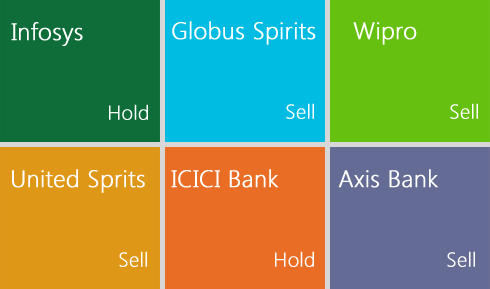 Infosys
Hold
Globus Spirits
Sell
Wipro
Sell
United Sprits
Sell
ICICI Bank
Hold
Axis Bank
Sell